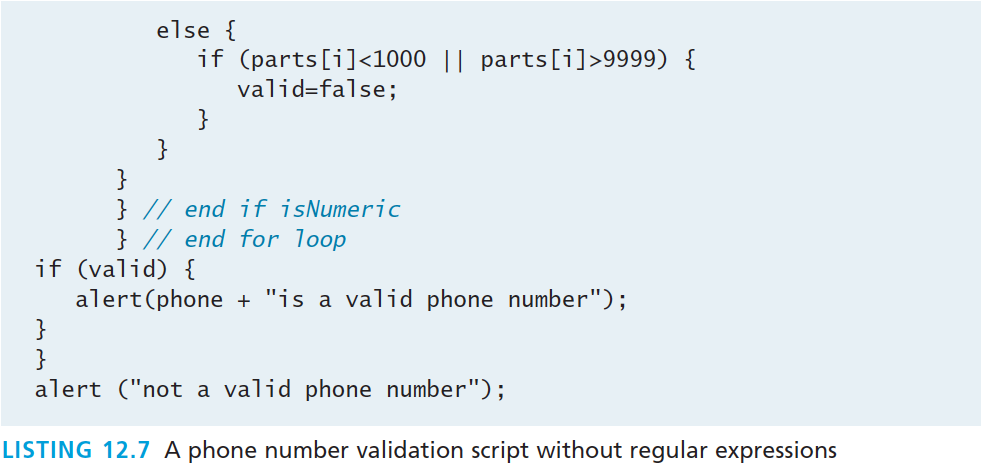 else {
if (parts[i]<1000 || parts[i]>9999) {
valid=false;
}
}
}
} // end if isNumeric
} // end for loop
if (valid) {
alert(phone + "is a valid phone number");
}
}
alert ("not a valid phone number");
LISTING 12.7 A phone number validation script without regular expressions